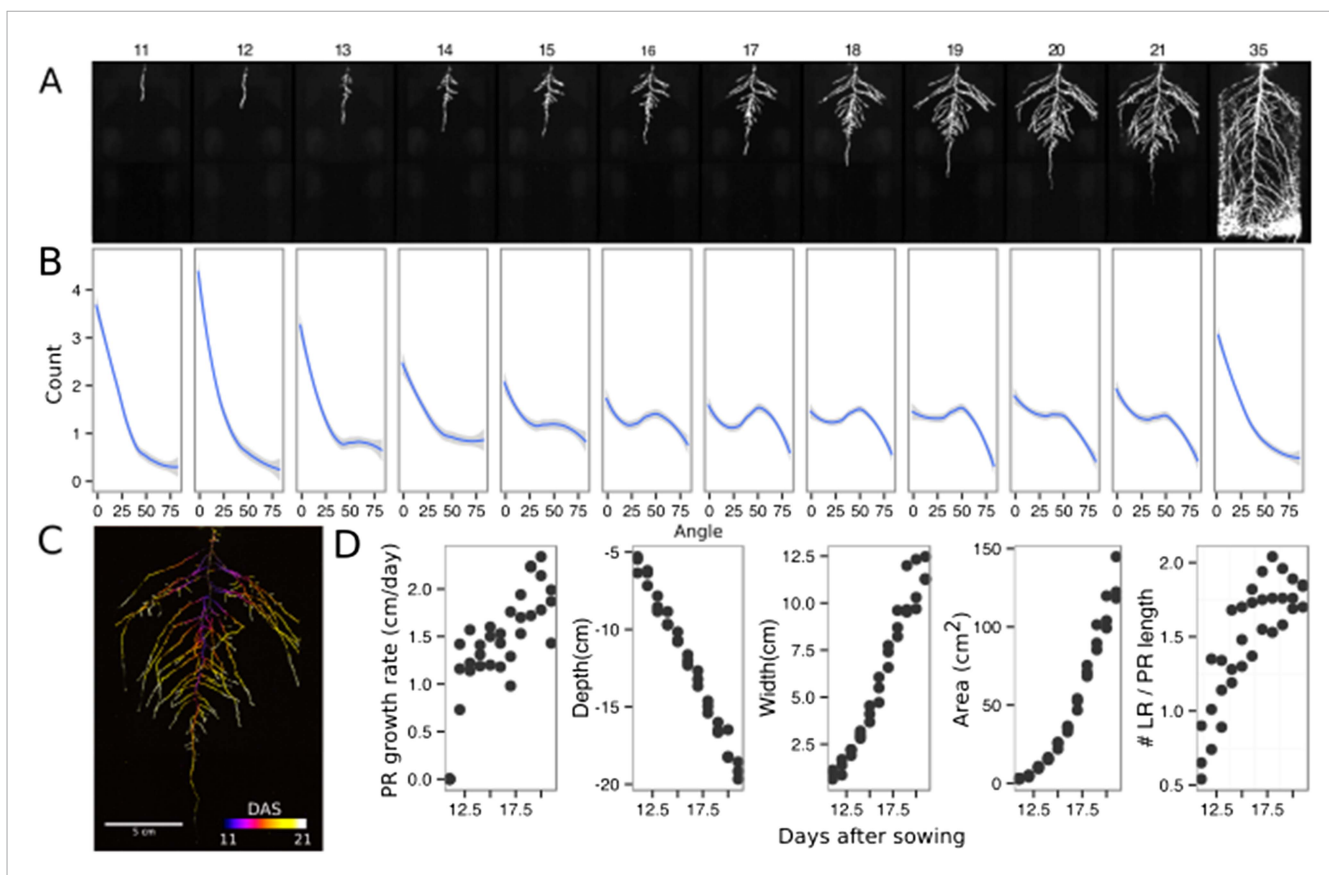 11 12 13 14 15 16 17 18 19 20 21 35
A
B
4
3
2
1
0
Count
0 25 50 75 0 25 50 75 0 25 50 75 0 25 50 75 0 25 50 75 0 25 50 75 0 25 50 75 0 25 50 75 0 25 50 75 0 25 50 75 0 25 50 75 0 25 50 75
Angle
C
5 cm
DAS
11 21
D
PR growth rate (cm/day)
2.0
1.5
1.0
0.5
0.0
12.5 17.5
Depth(cm)
-5
-10
-15
-20
12.5 17.5
Width(cm)
12.5
10.0
7.5
5.0
2.5
12.5 17.5
Area (cm2)
150
100
50
0
12.5 17.5
# LR / PR length
2.0
1.5
1.0
0.5
12.5 17.5
Days after sowing